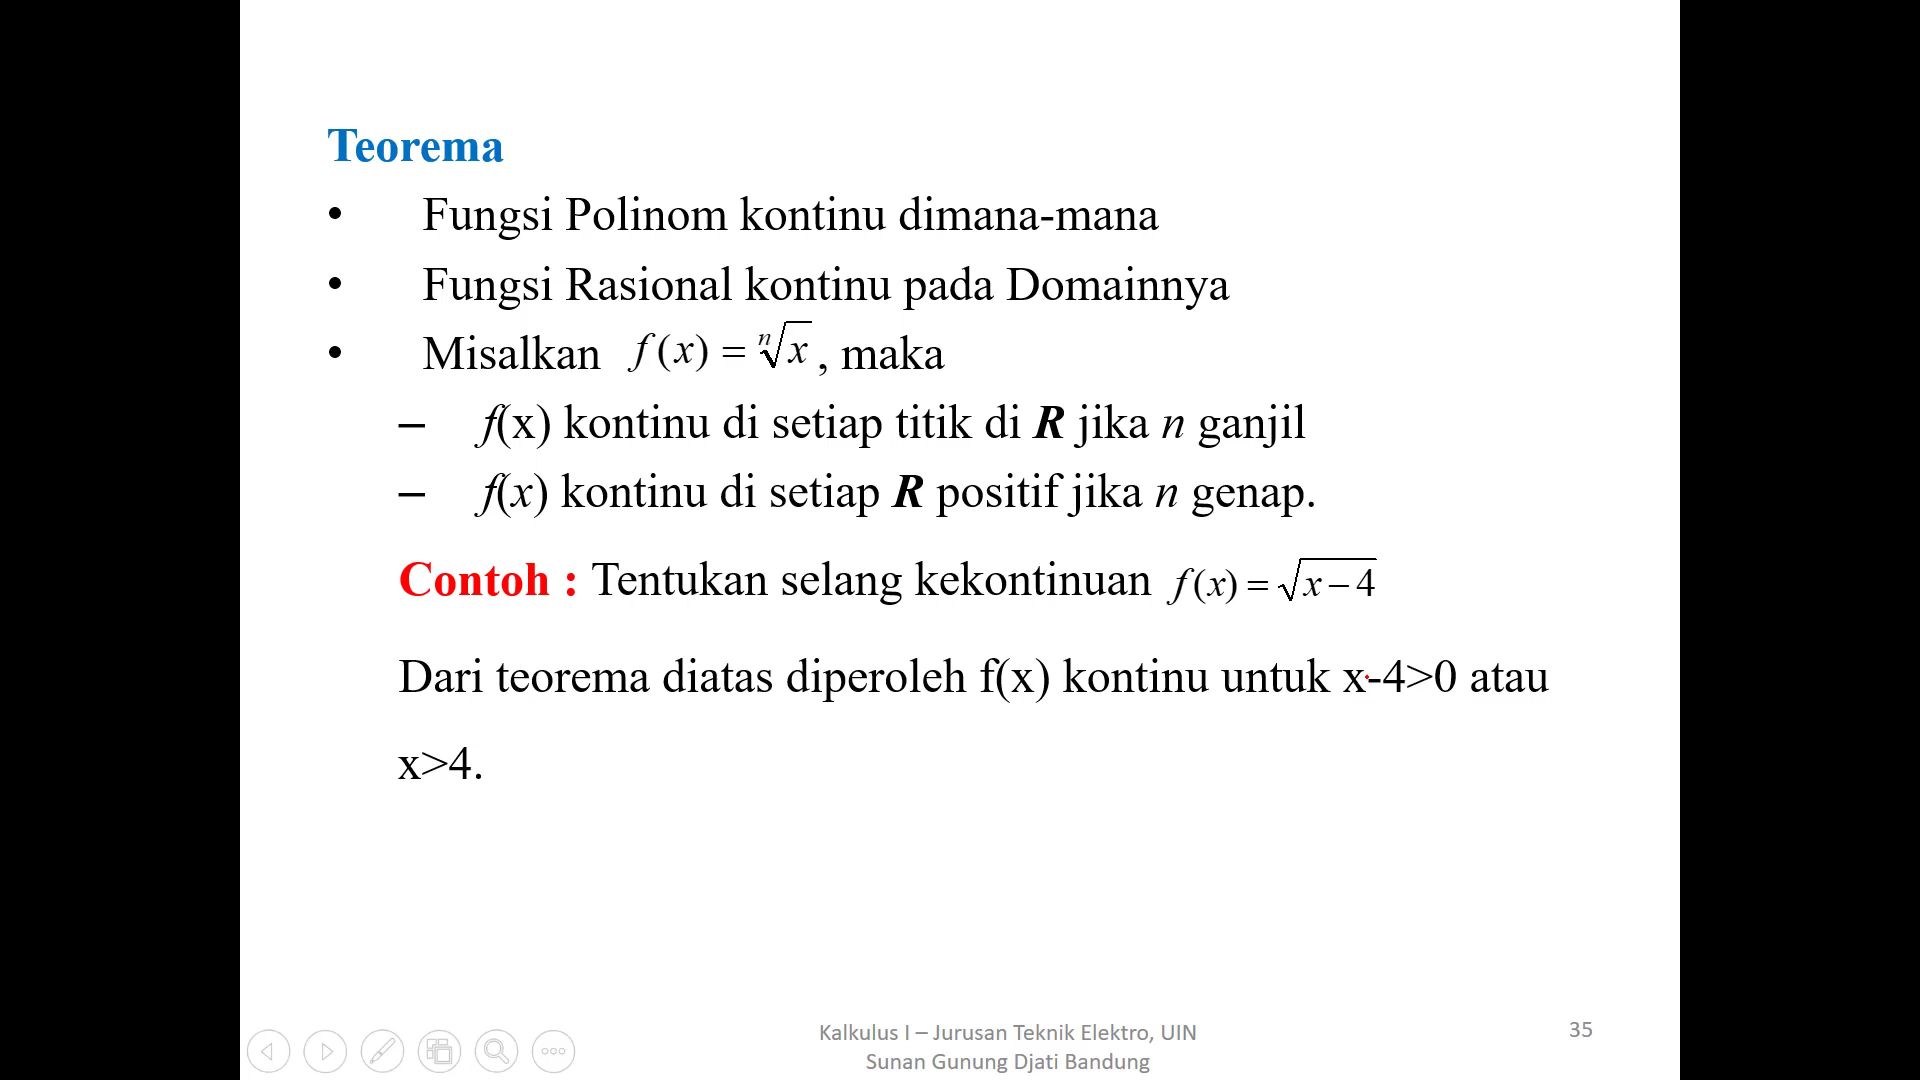 Teorema
• Fungsi Polinom kontinu dimana-mana
• Fungsi Rasional kontinu pada Domainnya
• Misalkan f(x) = ⁿ√x , maka
– f(x) kontinu di setiap titik di R jika n ganjil
– f(x) kontinu di setiap R positif jika n genap.
Contoh : Tentukan selang kekontinuan f(x) = √x − 4
Dari teorema diatas diperoleh f(x) kontinu untuk x-4>0 atau
x>4.
Kalkulus I – Jurusan Teknik Elektro, UIN
Sunan Gunung Djati Bandung
35